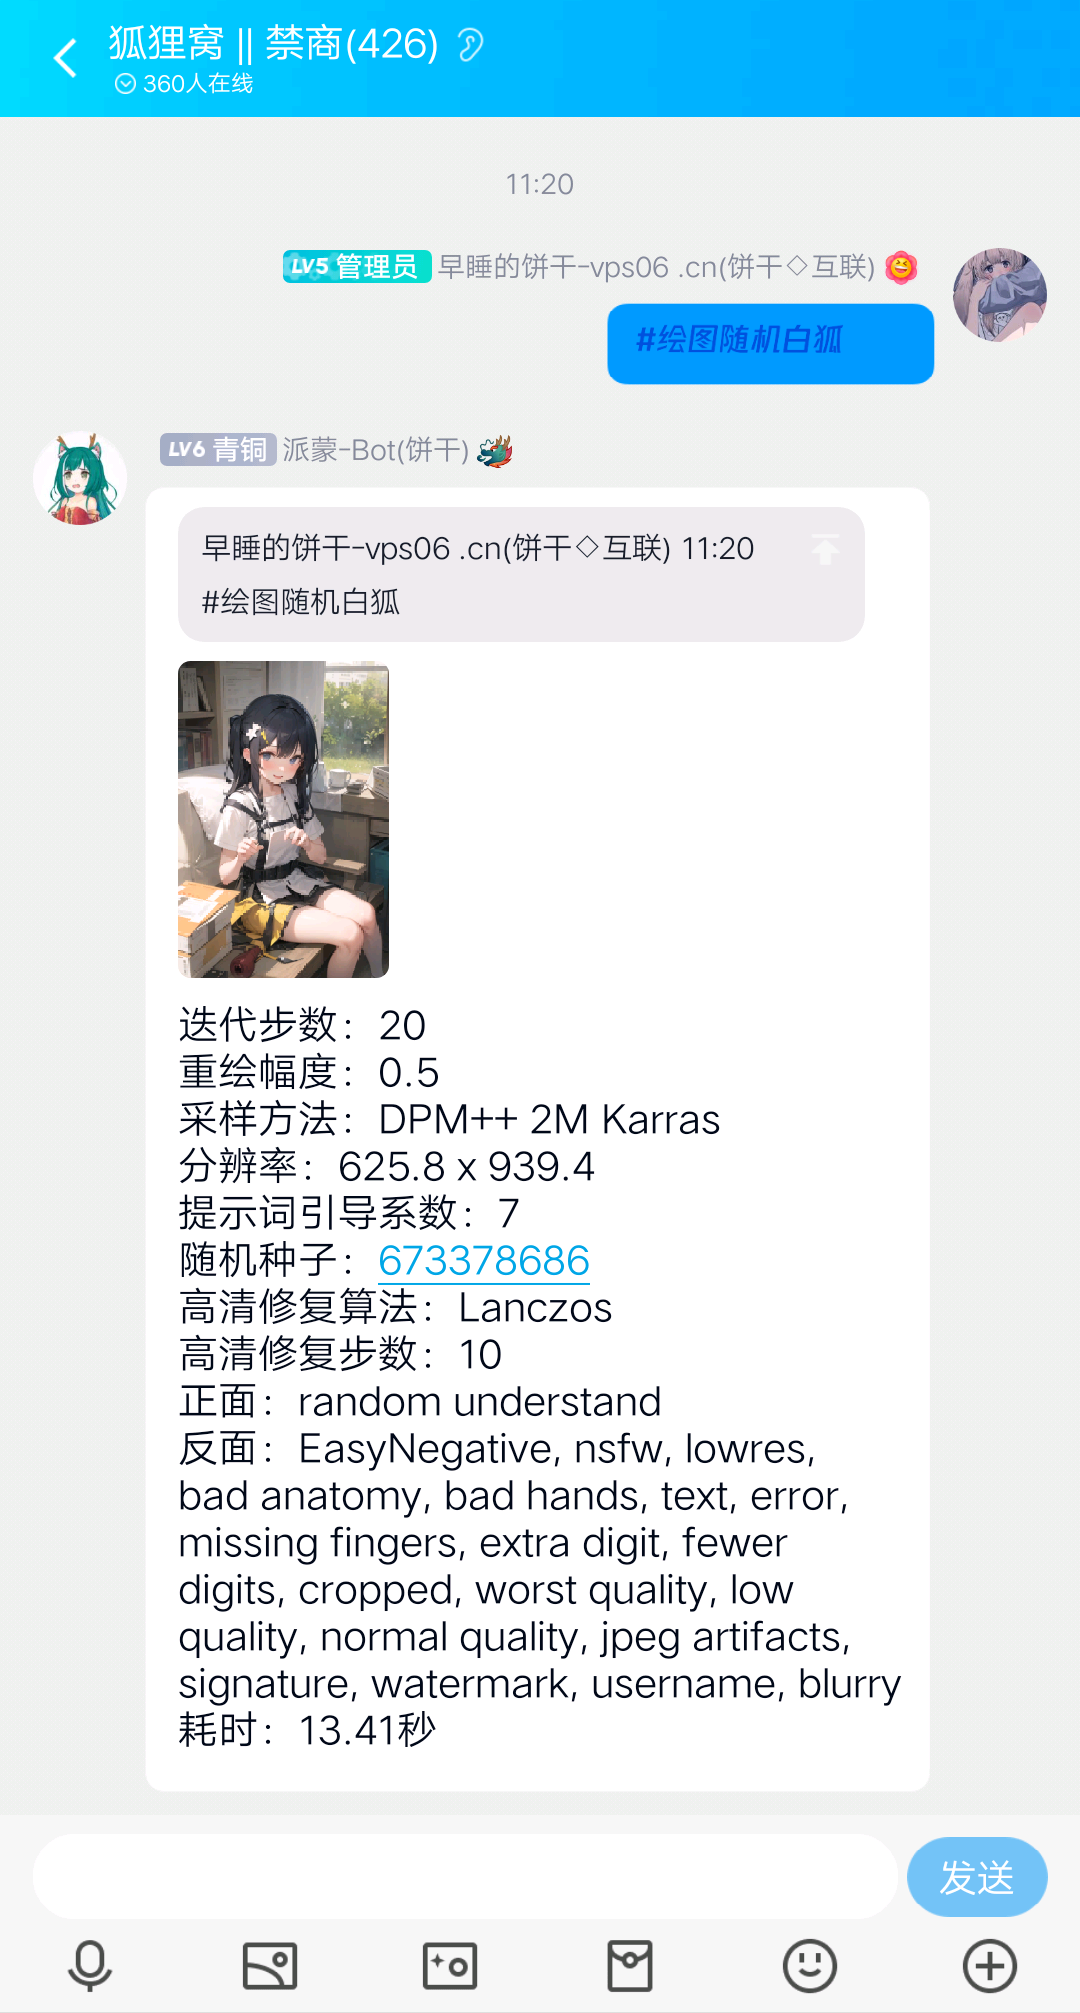 狐狸窝 || 禁商(426)
360人在线
11:20
LV5 管理员 早睡的饼干-vps06 .cn(饼干◇互联)
#绘图随机白狐
LV6 青铜 派蒙-Bot(饼干)
早睡的饼干-vps06 .cn(饼干◇互联) 11:20
#绘图随机白狐
迭代步数：20
重绘幅度：0.5
采样方法：DPM++ 2M Karras
分辨率：625.8 x 939.4
提示词引导系数：7
随机种子：673378686
高清修复算法：Lanczos
高清修复步数：10
正面：random understand
反面：EasyNegative, nsfw, lowres,
bad anatomy, bad hands, text, error,
missing fingers, extra digit, fewer
digits, cropped, worst quality, low
quality, normal quality, jpeg artifacts,
signature, watermark, username, blurry
耗时：13.41秒
发送